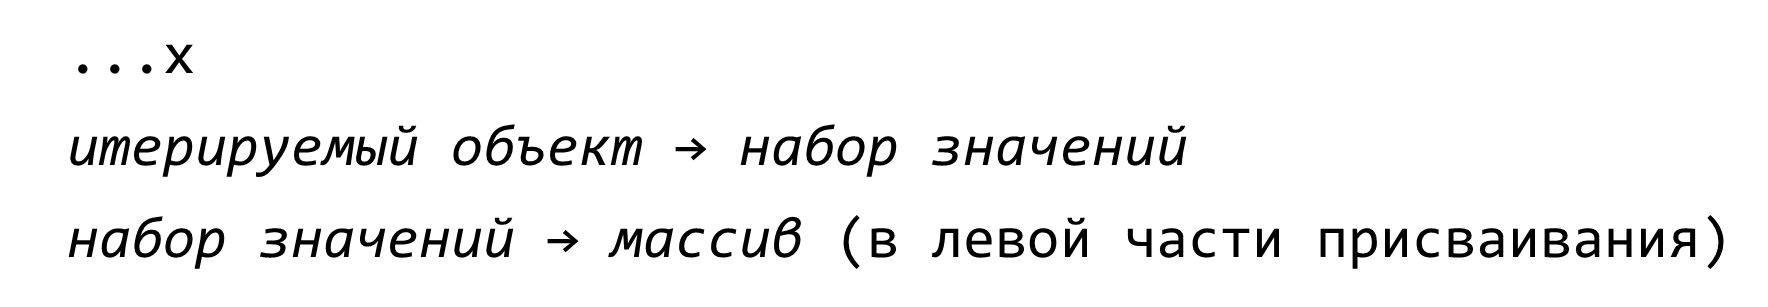 ...x
итерируемый объект → набор значений
набор значений → массив (в левой части присваивания)